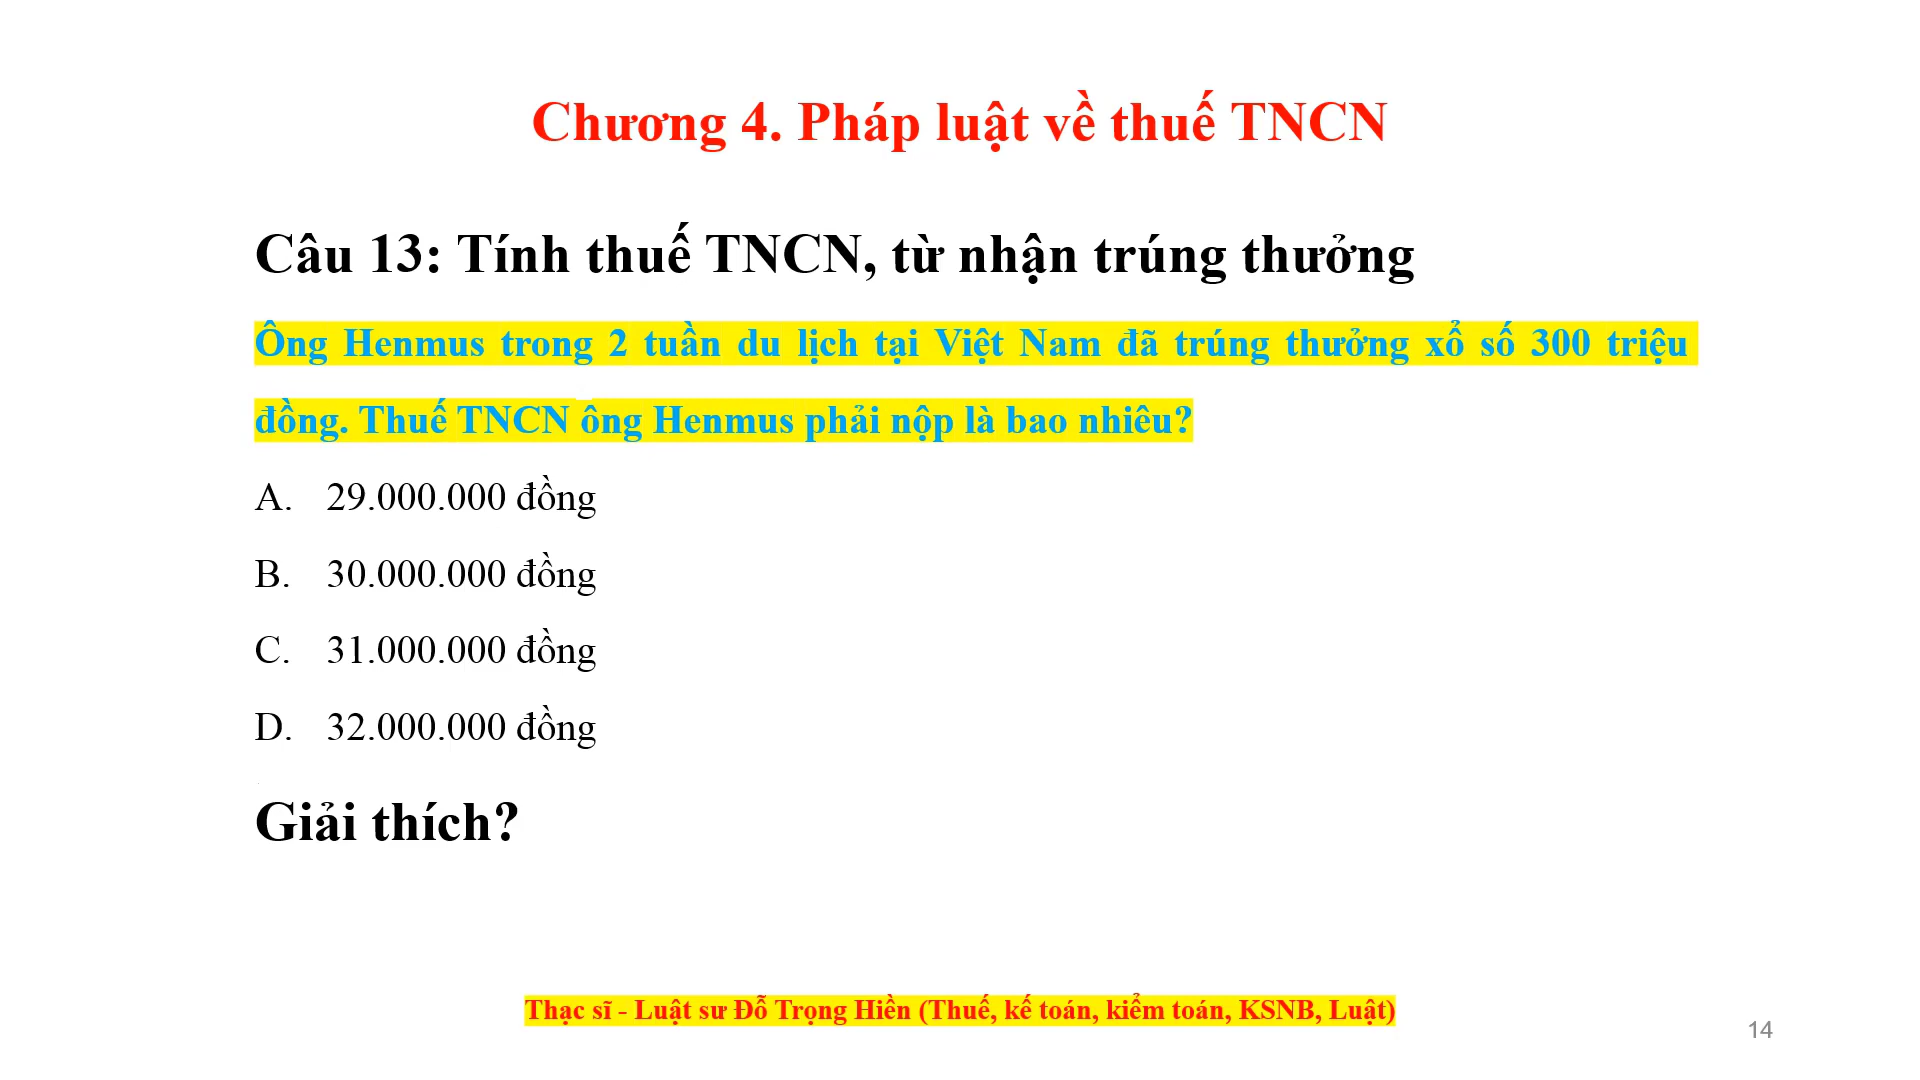 Chương 4. Pháp luật về thuế TNCN
Câu 13: Tính thuế TNCN, từ nhận trúng thưởng
Ông Henmus trong 2 tuần du lịch tại Việt Nam đã trúng thưởng xổ số 300 triệu
đồng. Thuế TNCN ông Henmus phải nộp là bao nhiêu?
A. 29.000.000 đồng
B. 30.000.000 đồng
C. 31.000.000 đồng
D. 32.000.000 đồng
Giải thích?
Thạc sĩ - Luật sư Đỗ Trọng Hiền (Thuế, kế toán, kiểm toán, KSNB, Luật)
14